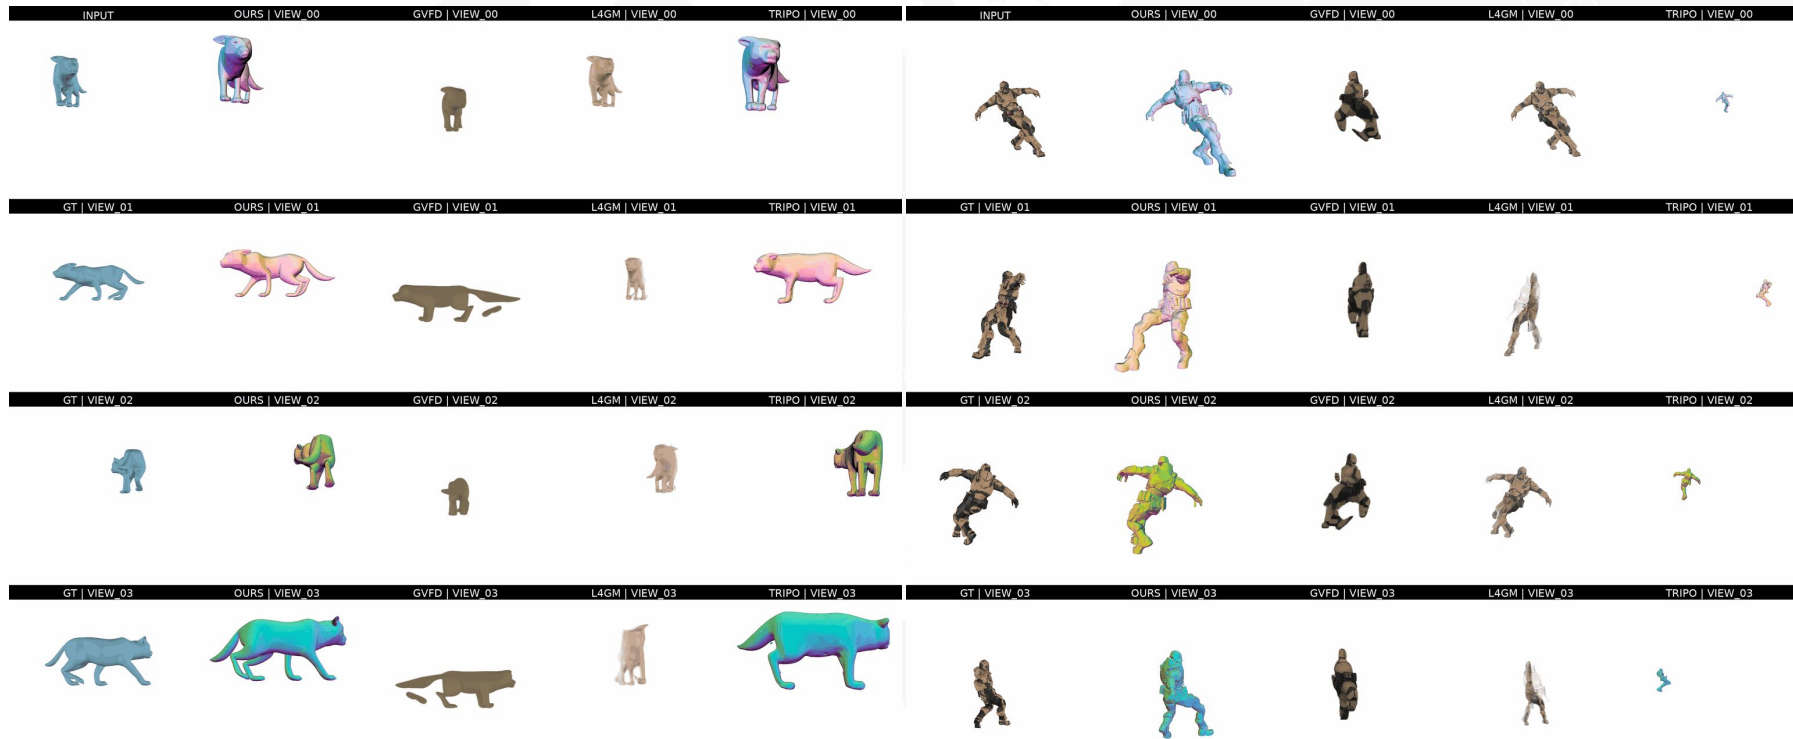 INPUT OURS | VIEW_00 GVFD | VIEW_00 L4GM | VIEW_00 TRIPO | VIEW_00 INPUT OURS | VIEW_00 GVFD | VIEW_00 L4GM | VIEW_00 TRIPO | VIEW_00
GT | VIEW_01 OURS | VIEW_01 GVFD | VIEW_01 L4GM | VIEW_01 TRIPO | VIEW_01 GT | VIEW_01 OURS | VIEW_01 GVFD | VIEW_01 L4GM | VIEW_01 TRIPO | VIEW_01
GT | VIEW_02 OURS | VIEW_02 GVFD | VIEW_02 L4GM | VIEW_02 TRIPO | VIEW_02 GT | VIEW_02 OURS | VIEW_02 GVFD | VIEW_02 L4GM | VIEW_02 TRIPO | VIEW_02
GT | VIEW_03 OURS | VIEW_03 GVFD | VIEW_03 L4GM | VIEW_03 TRIPO | VIEW_03 GT | VIEW_03 OURS | VIEW_03 GVFD | VIEW_03 L4GM | VIEW_03 TRIPO | VIEW_03